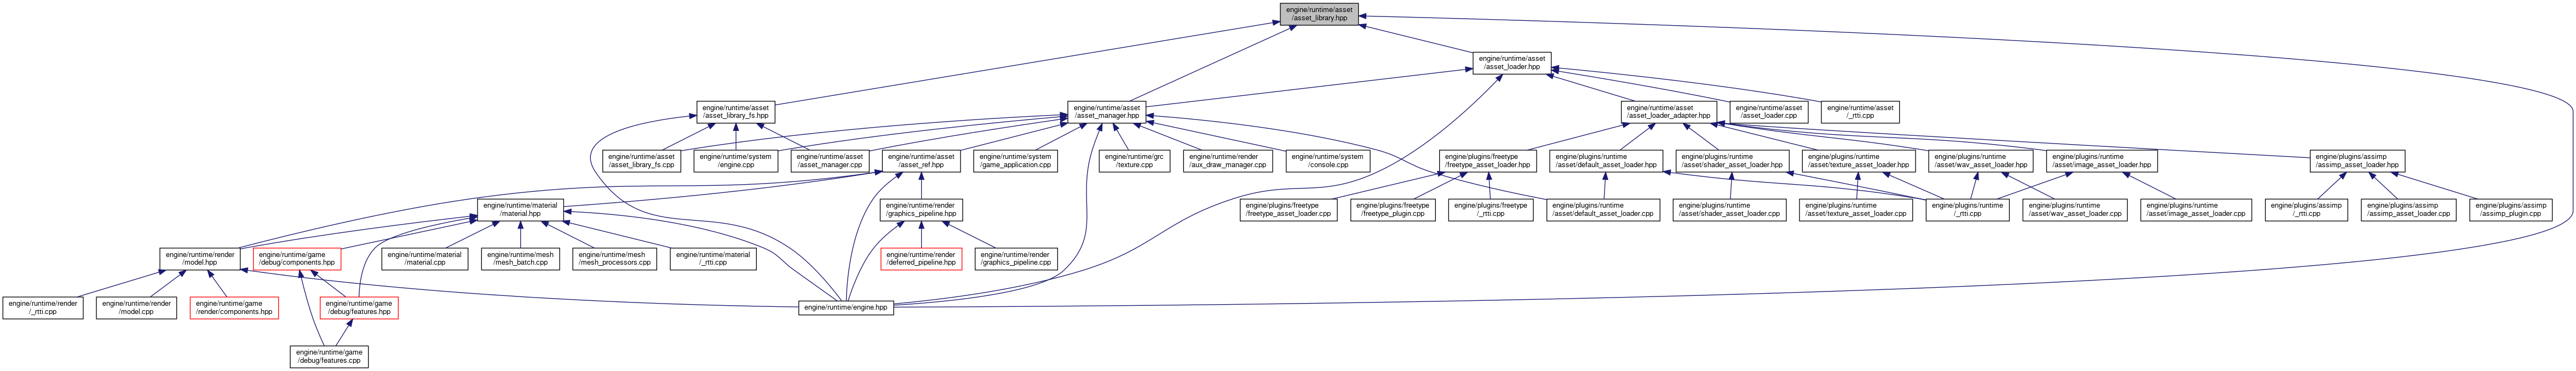 engine/runtime/asset
/asset_library.hpp
engine/runtime/asset
/asset_loader.hpp
engine/runtime/asset
/asset_library_fs.hpp
engine/runtime/asset
/asset_manager.hpp
engine/runtime/asset
/asset_loader_adapter.hpp
engine/runtime/asset
/asset_loader.cpp
engine/runtime/asset
/_rtti.cpp
engine/runtime/asset
/asset_library_fs.cpp
engine/runtime/system
/engine.cpp
engine/runtime/asset
/asset_manager.cpp
engine/runtime/asset
/asset_ref.hpp
engine/runtime/system
/game_application.cpp
engine/runtime/grc
/texture.cpp
engine/runtime/render
/aux_draw_manager.cpp
engine/runtime/system
/console.cpp
engine/plugins/freetype
/freetype_asset_loader.hpp
engine/plugins/runtime
/asset/default_asset_loader.hpp
engine/plugins/runtime
/asset/shader_asset_loader.hpp
engine/plugins/runtime
/asset/texture_asset_loader.hpp
engine/plugins/runtime
/asset/wav_asset_loader.hpp
engine/plugins/runtime
/asset/image_asset_loader.hpp
engine/plugins/assimp
/assimp_asset_loader.hpp
engine/runtime/material
/material.hpp
engine/runtime/render
/graphics_pipeline.hpp
engine/plugins/freetype
/freetype_asset_loader.cpp
engine/plugins/freetype
/freetype_plugin.cpp
engine/plugins/freetype
/_rtti.cpp
engine/plugins/runtime
/asset/default_asset_loader.cpp
engine/plugins/runtime
/asset/shader_asset_loader.cpp
engine/plugins/runtime
/asset/texture_asset_loader.cpp
engine/plugins/runtime
/_rtti.cpp
engine/plugins/runtime
/asset/wav_asset_loader.cpp
engine/plugins/runtime
/asset/image_asset_loader.cpp
engine/plugins/assimp
/_rtti.cpp
engine/plugins/assimp
/assimp_asset_loader.cpp
engine/plugins/assimp
/assimp_plugin.cpp
engine/runtime/render
/model.hpp
engine/runtime/game
/debug/components.hpp
engine/runtime/material
/material.cpp
engine/runtime/mesh
/mesh_batch.cpp
engine/runtime/mesh
/mesh_processors.cpp
engine/runtime/material
/_rtti.cpp
engine/runtime/render
/deferred_pipeline.hpp
engine/runtime/render
/graphics_pipeline.cpp
engine/runtime/render
/_rtti.cpp
engine/runtime/render
/model.cpp
engine/runtime/game
/render/components.hpp
engine/runtime/game
/debug/features.hpp
engine/runtime/engine.hpp
engine/runtime/game
/debug/features.cpp